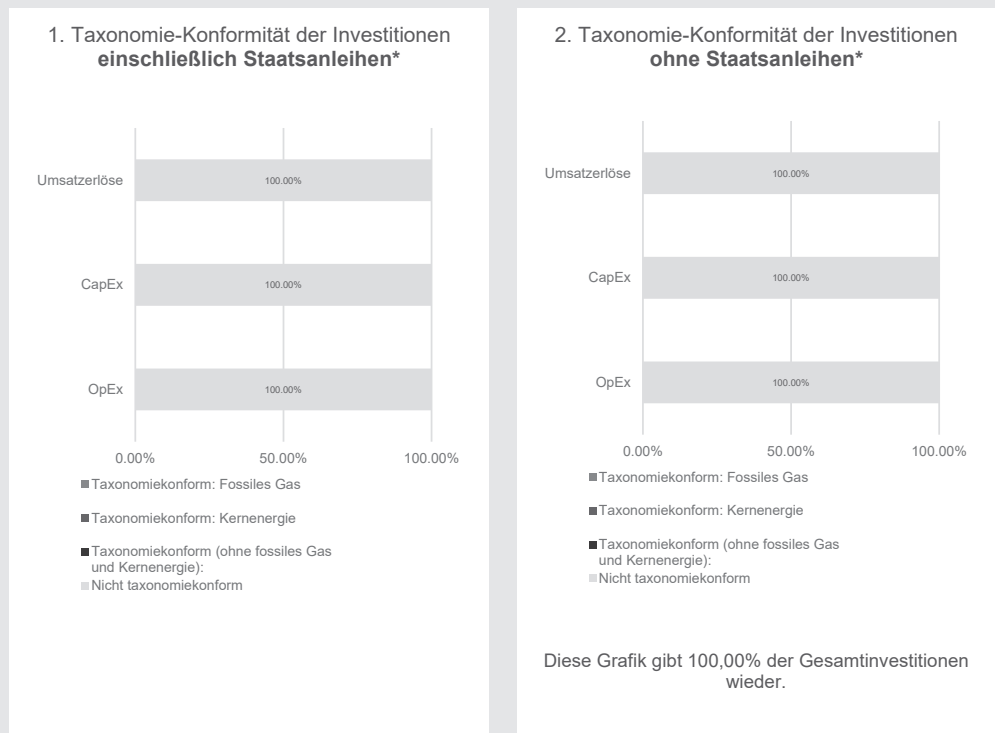 1. Taxonomie-Konformität der Investitionen
einschließlich Staatsanleihen*
Umsatzerlöse
100.00%
CapEx
100.00%
OpEx
100.00%
0.00%
50.00%
100.00%
Taxonomiekonform: Fossiles Gas
Taxonomiekonform: Kernenergie
Taxonomiekonform (ohne fossiles Gas
und Kernenergie):
Nicht taxonomiekonform
2. Taxonomie-Konformität der Investitionen
ohne Staatsanleihen*
Umsatzerlöse
100.00%
CapEx
100.00%
OpEx
100.00%
0.00%
50.00%
100.00%
Taxonomiekonform: Fossiles Gas
Taxonomiekonform: Kernenergie
Taxonomiekonform (ohne fossiles Gas
und Kernenergie):
Nicht taxonomiekonform
Diese Grafik gibt 100,00% der Gesamtinvestitionen
wieder.